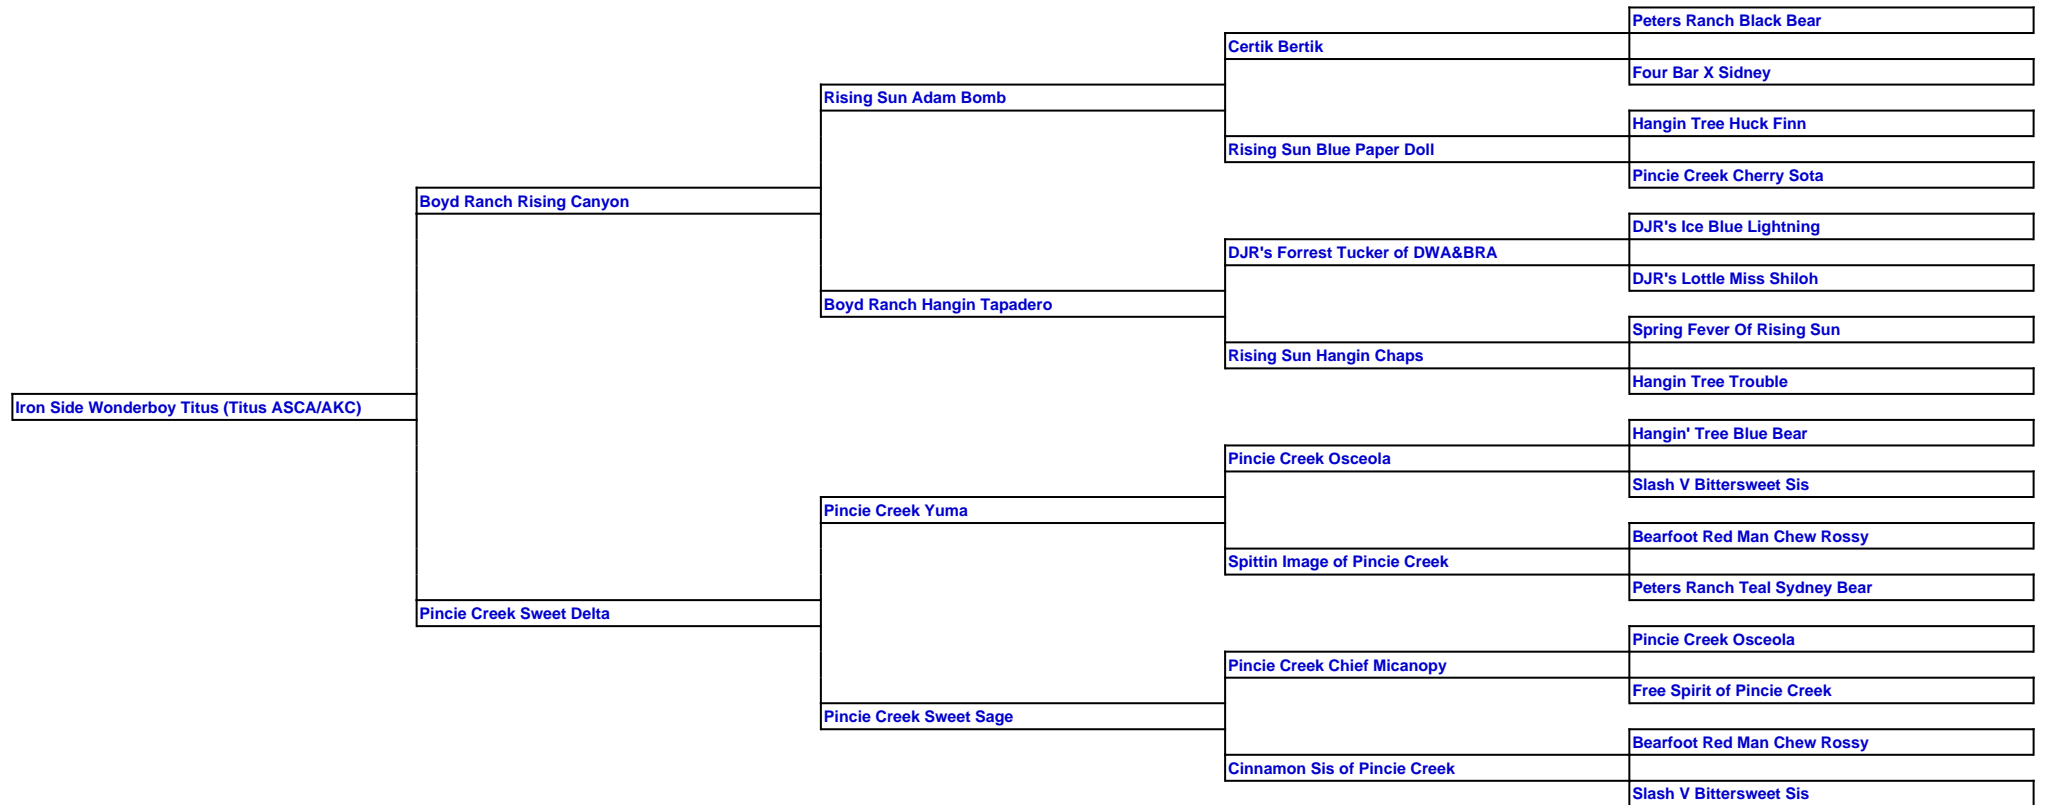 Peters Ranch Black Bear
Certik Bertik
Four Bar X Sidney
Rising Sun Adam Bomb
Hangin Tree Huck Finn
Rising Sun Blue Paper Doll
Pincie Creek Cherry Sota
Boyd Ranch Rising Canyon
DJR's Ice Blue Lightning
DJR's Forrest Tucker of DWA&BRA
DJR's Lottle Miss Shiloh
Boyd Ranch Hangin Tapadero
Spring Fever Of Rising Sun
Rising Sun Hangin Chaps
Hangin Tree Trouble
Iron Side Wonderboy Titus (Titus ASCA/AKC)
Hangin' Tree Blue Bear
Pincie Creek Osceola
Slash V Bittersweet Sis
Pincie Creek Yuma
Bearfoot Red Man Chew Rossy
Spittin Image of Pincie Creek
Peters Ranch Teal Sydney Bear
Pincie Creek Sweet Delta
Pincie Creek Osceola
Pincie Creek Chief Micanopy
Free Spirit of Pincie Creek
Pincie Creek Sweet Sage
Bearfoot Red Man Chew Rossy
Cinnamon Sis of Pincie Creek
Slash V Bittersweet Sis